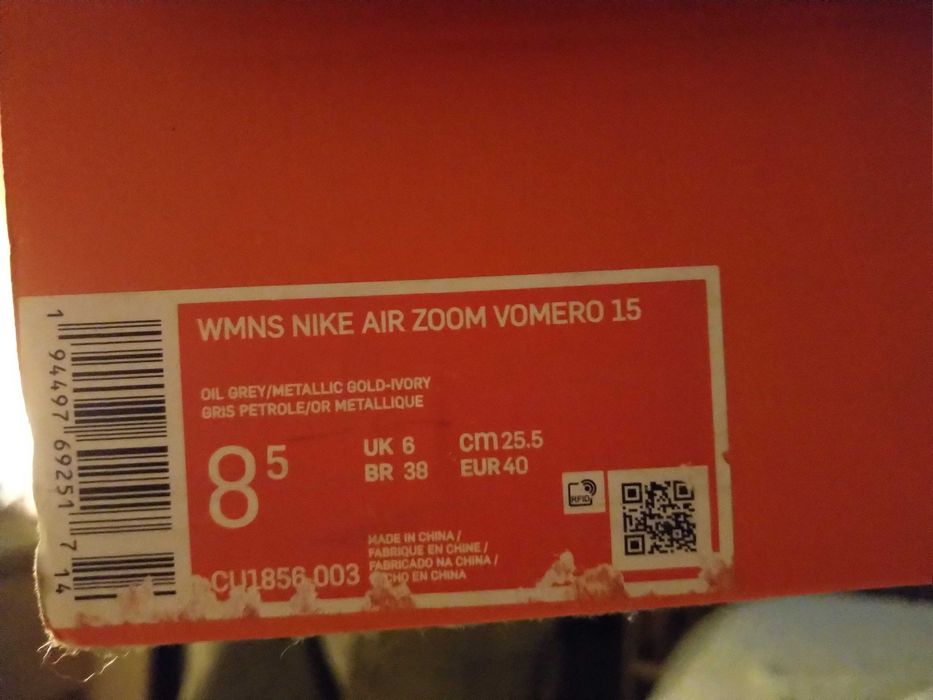 WMNS NIKE AIR ZOOM VOMERO 15
OIL GREY/METALLIC GOLD-IVORY
GRIS PETROLE/OR METALLIQUE
8 5
UK 6 cm 25.5
BR 38 EUR 40
RFID
MADE IN CHINA /
FABRIQUE EN CHINE /
FABRICADO NA CHINA /
EN CHINA
CU1856 003
1 94497 69251 7 14